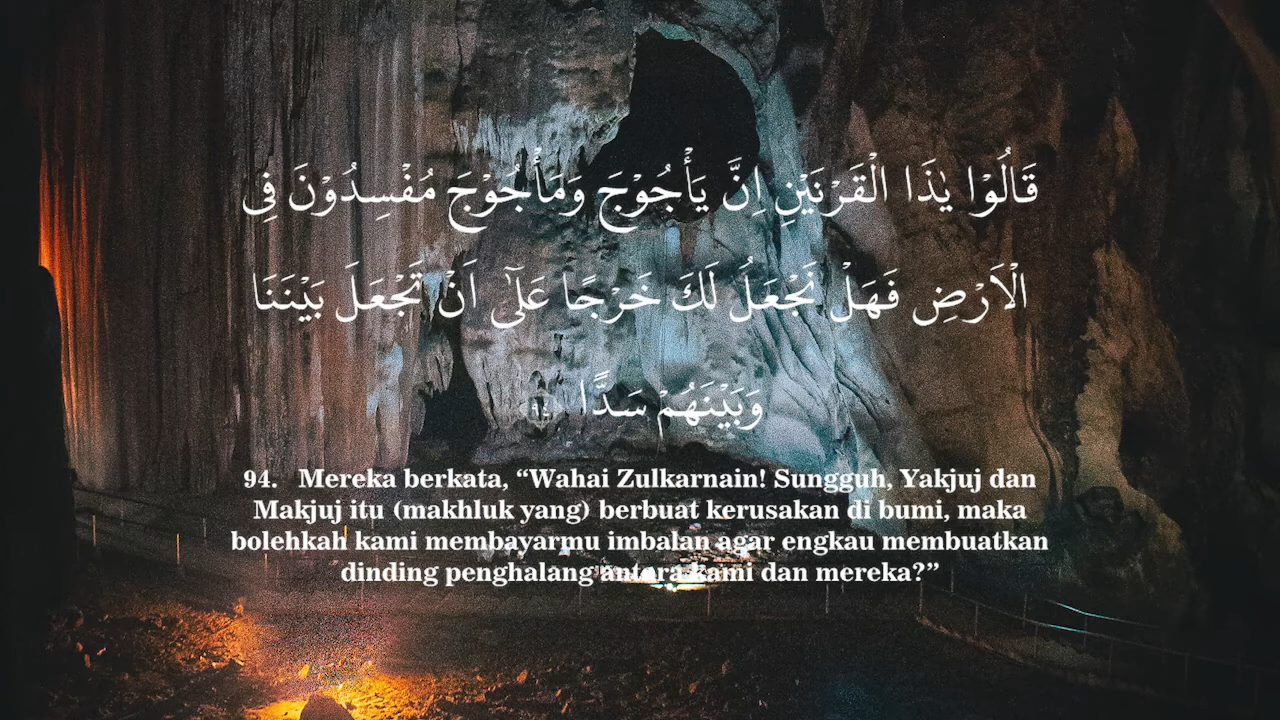 قَالُوْا يٰذَا الْقَرْنَيْنِ اِنَّ يَأْجُوْجَ وَمَأْجُوْجَ مُفْسِدُوْنَ فِى
الْاَرْضِ فَهَلْ نَجْعَلُ لَكَ خَرْجًا عَلٰٓى اَنْ تَجْعَلَ بَيْنَنَا
وَبَيْنَهُمْ سَدًّا ٩٤
94. Mereka berkata, “Wahai Zulkarnain! Sungguh, Yakjuj dan
Makjuj itu (makhluk yang) berbuat kerusakan di bumi, maka
bolehkah kami membayarmu imbalan agar engkau membuatkan
dinding penghalang antara kami dan mereka?”